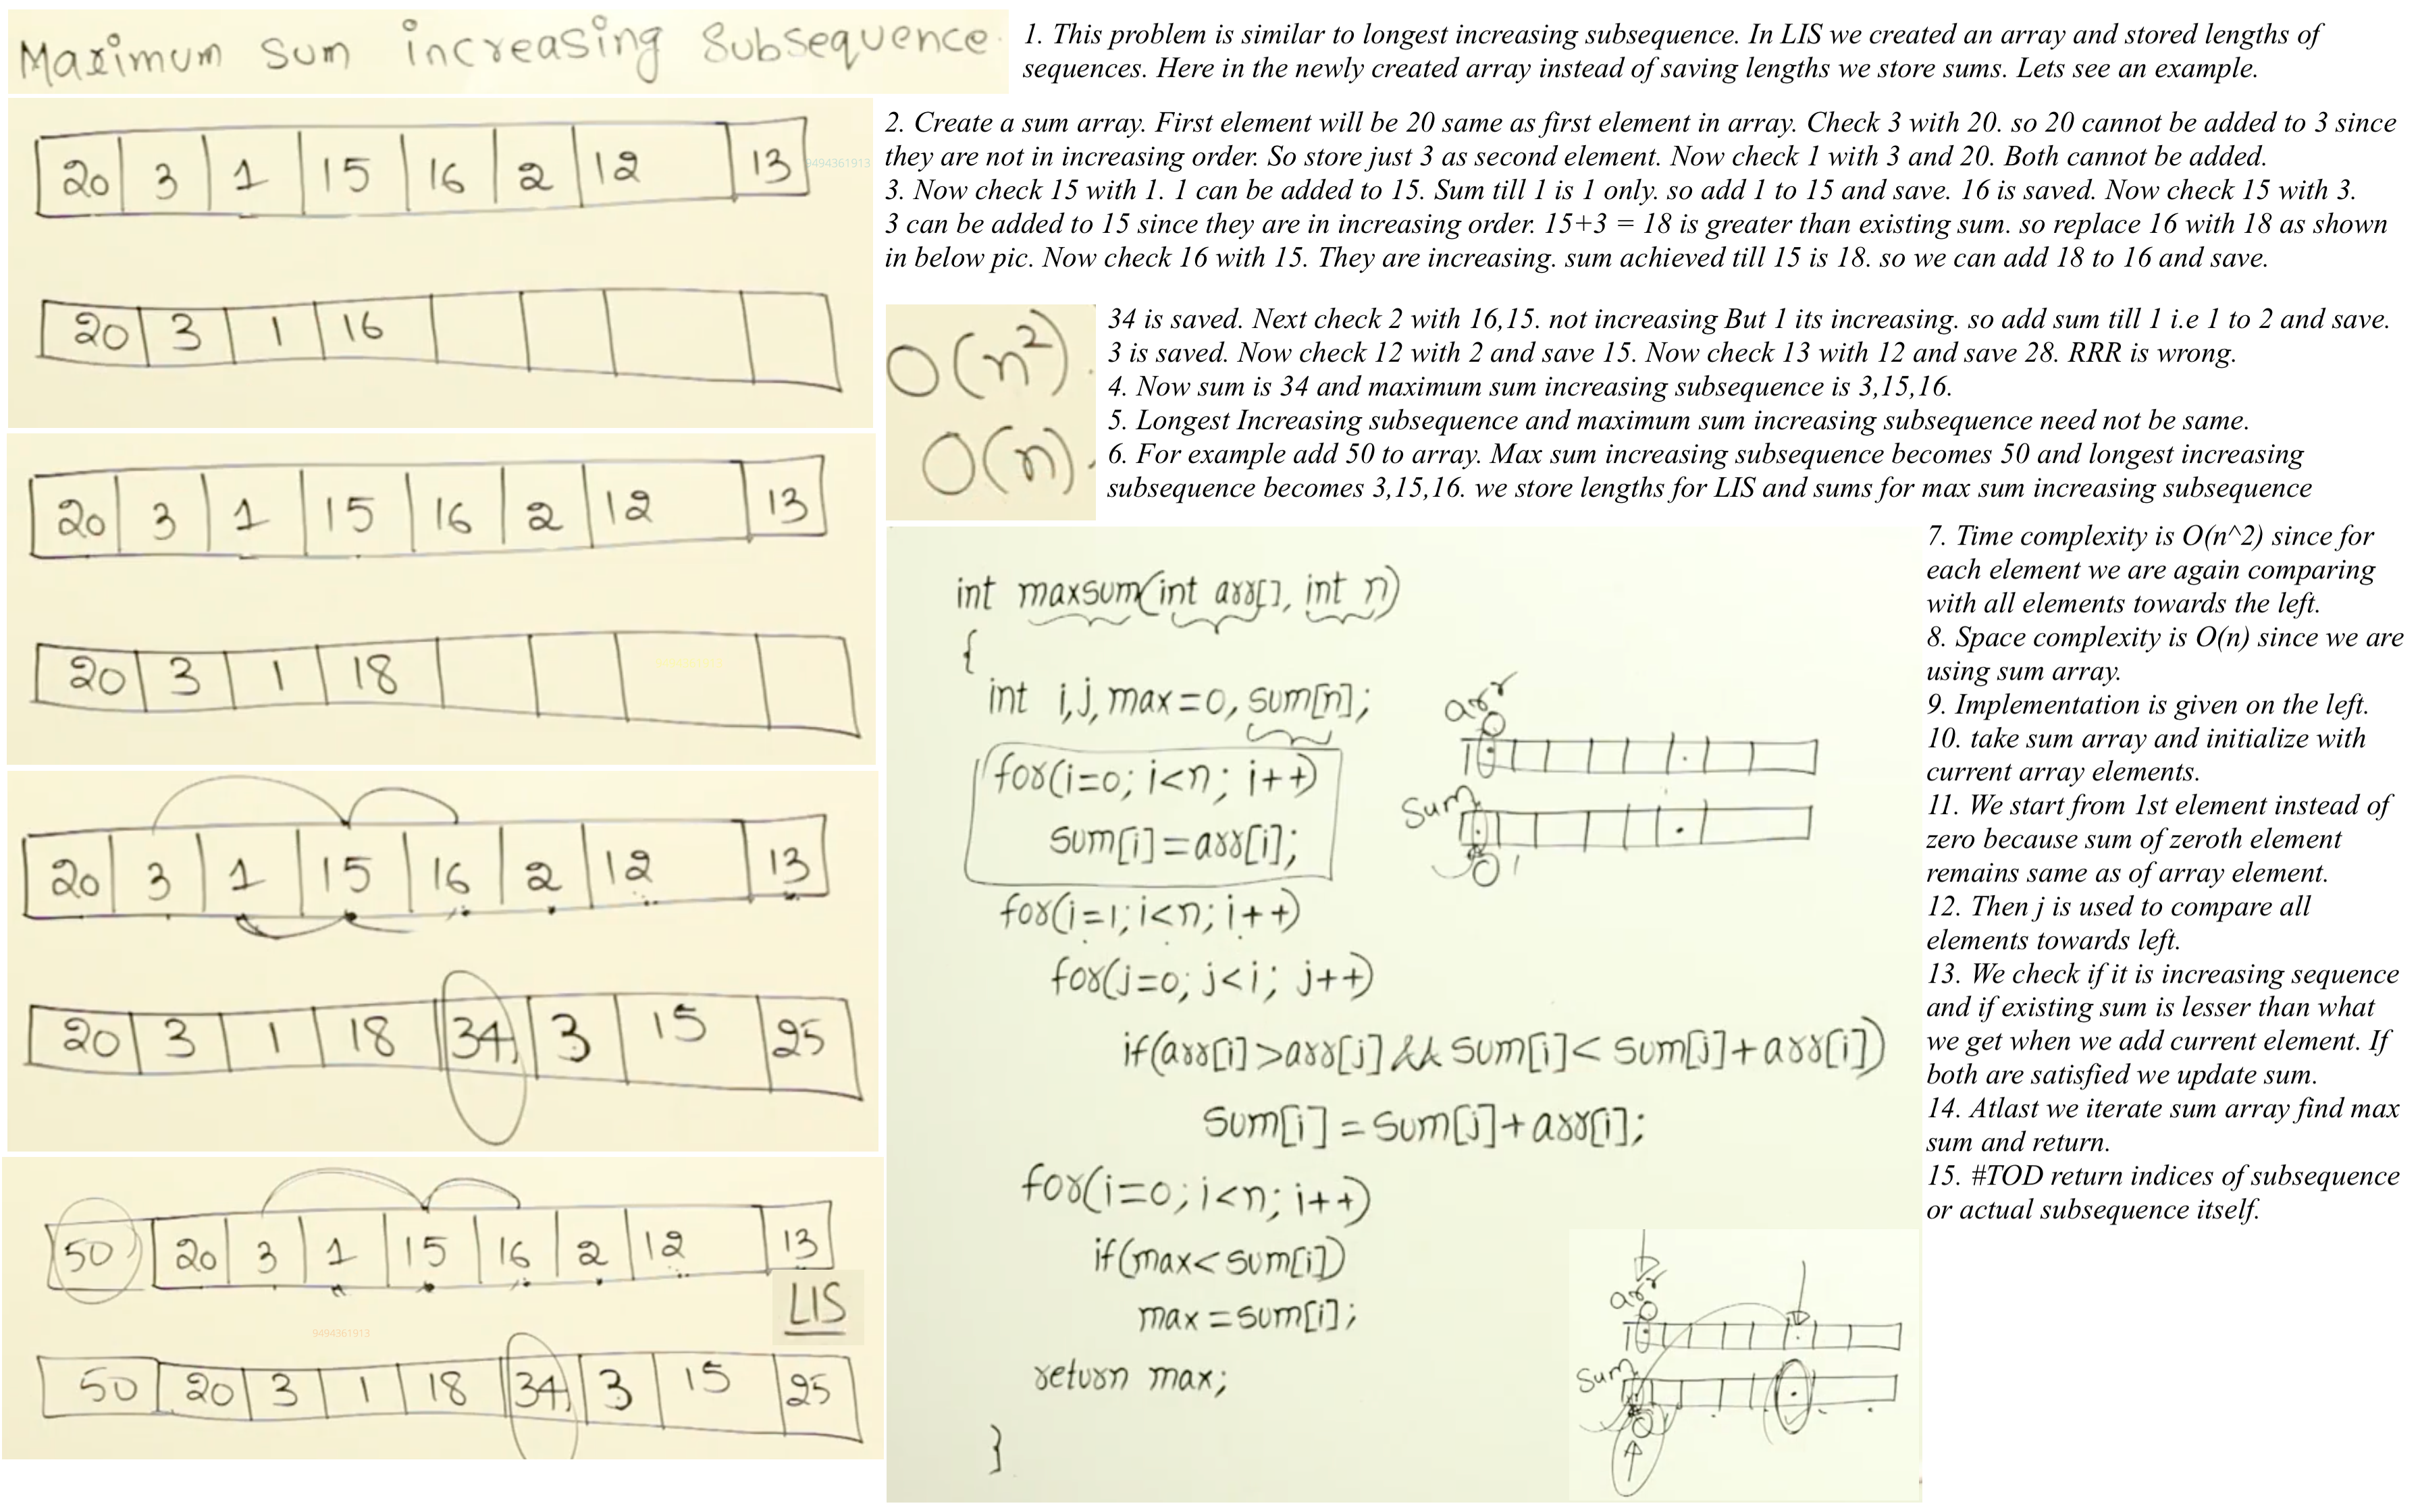 Maximum sum increasing Subsequence.
1. This problem is similar to longest increasing subsequence. In LIS we created an array and stored lengths of
sequences. Here in the newly created array instead of saving lengths we store sums. Lets see an example.
20 3 1 15 16 2 12 13
9494361913
20 3 1 16
2. Create a sum array. First element will be 20 same as first element in array. Check 3 with 20. so 20 cannot be added to 3 since
they are not in increasing order. So store just 3 as second element. Now check 1 with 3 and 20. Both cannot be added.
3. Now check 15 with 1. 1 can be added to 15. Sum till 1 is 1 only. so add 1 to 15 and save. 16 is saved. Now check 15 with 3.
3 can be added to 15 since they are in increasing order. 15+3 = 18 is greater than existing sum. so replace 16 with 18 as shown
in below pic. Now check 16 with 15. They are increasing. sum achieved till 15 is 18. so we can add 18 to 16 and save.
O(n²).
O(n).
34 is saved. Next check 2 with 16,15. not increasing But 1 its increasing. so add sum till 1 i.e 1 to 2 and save.
3 is saved. Now check 12 with 2 and save 15. Now check 13 with 12 and save 28. RRR is wrong.
4. Now sum is 34 and maximum sum increasing subsequence is 3,15,16.
5. Longest Increasing subsequence and maximum sum increasing subsequence need not be same.
6. For example add 50 to array. Max sum increasing subsequence becomes 50 and longest increasing
subsequence becomes 3,15,16. we store lengths for LIS and sums for max sum increasing subsequence
20 3 1 15 16 2 12 13
20 3 1 18
20 3 1 15 16 2 12 13
20 3 1 18 34 3 15 25
50 20 3 1 15 16 2 12 13
LIS
9494361913
50 20 3 1 18 34 3 15 25
int maxsum(int arr[], int n)
{
int i,j, max=0, sum[n];
for(i=0; i<n; i++)
sum[i]=arr[i];
for(i=1; i<n; i++)
for(j=0; j<i; j++)
if(arr[i]>arr[j] && sum[i]< sum[j]+arr[i])
sum[i] = sum[j]+arr[i];
for(i=0; i<n; i++)
if(max< sum[i])
max = sum[i];
return max;
}
arr
0
10
Sum
0 1
arr
0
10
Sum
0
7. Time complexity is O(n^2) since for
each element we are again comparing
with all elements towards the left.
8. Space complexity is O(n) since we are
using sum array.
9. Implementation is given on the left.
10. take sum array and initialize with
current array elements.
11. We start from 1st element instead of
zero because sum of zeroth element
remains same as of array element.
12. Then j is used to compare all
elements towards left.
13. We check if it is increasing sequence
and if existing sum is lesser than what
we get when we add current element. If
both are satisfied we update sum.
14. Atlast we iterate sum array find max
sum and return.
15. #TOD return indices of subsequence
or actual subsequence itself.